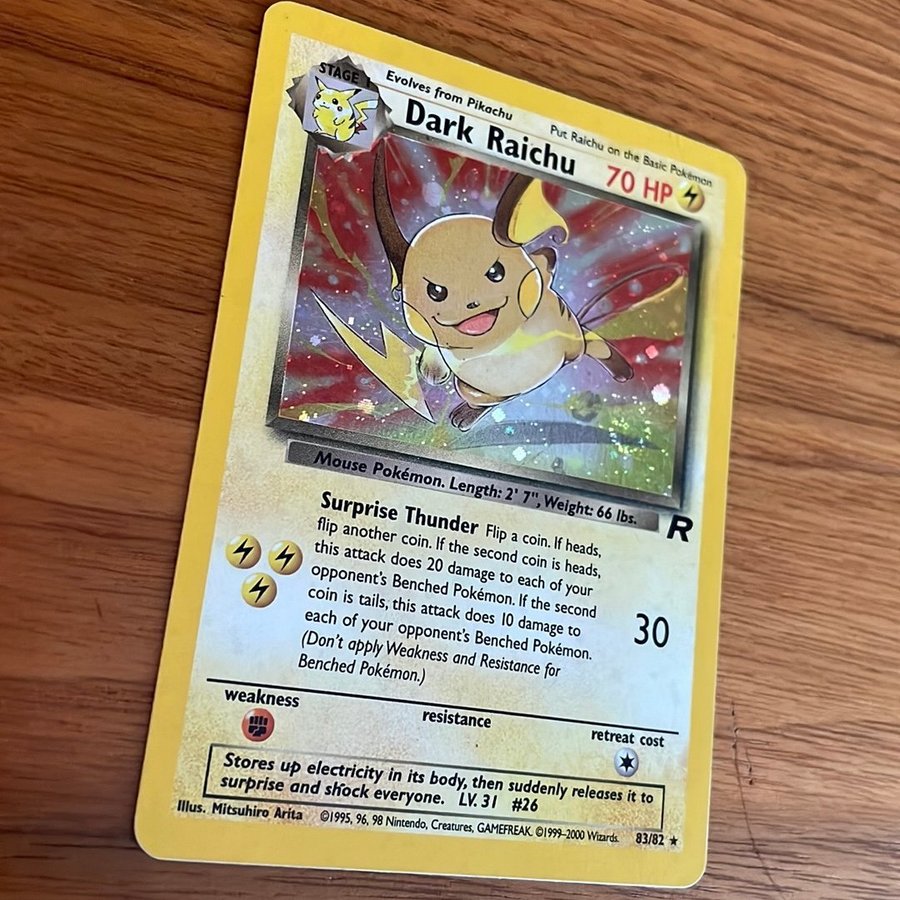 STAGE 1
Evolves from Pikachu
Put Raichu on the Basic Pokémon
Dark Raichu
70 HP
Mouse Pokémon. Length: 2' 7", Weight: 66 lbs.
R
Surprise Thunder Flip a coin. If heads,
flip another coin. If the second coin is heads,
this attack does 20 damage to each of your
opponent's Benched Pokémon. If the second
coin is tails, this attack does 10 damage to
each of your opponent's Benched Pokémon.
(Don't apply Weakness and Resistance for
Benched Pokémon.)
30
weakness
resistance
retreat cost
Stores up electricity in its body, then suddenly releases it to
surprise and shock everyone. LV. 31 #26
Illus. Mitsuhiro Arita ©1995, 96, 98 Nintendo, Creatures, GAMEFREAK. ©1999-2000 Wizards. 83/82 ★